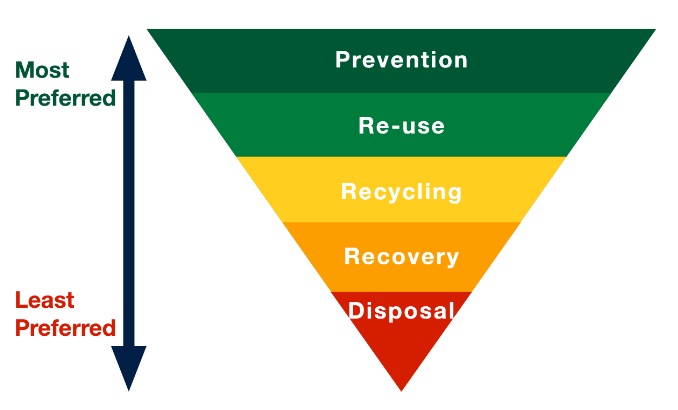 Most
Preferred
Prevention
Re-use
Recycling
Recovery
Least
Preferred
Disposal